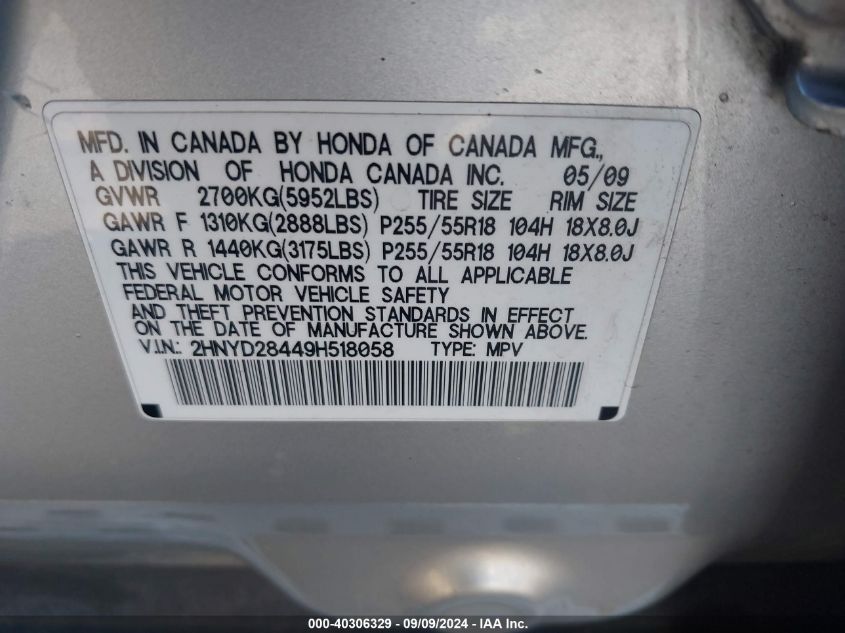 MFD. IN CANADA BY HONDA OF CANADA MFG.,
A DIVISION OF HONDA CANADA INC. 05/09
GVWR 2700KG(5952LBS) TIRE SIZE RIM SIZE
GAWR F 1310KG(2888LBS) P255/55R18 104H 18X8.0J
GAWR R 1440KG(3175LBS) P255/55R18 104H 18X8.0J
THIS VEHICLE CONFORMS TO ALL APPLICABLE
FEDERAL MOTOR VEHICLE SAFETY
AND THEFT PREVENTION STANDARDS IN EFFECT
ON THE DATE OF MANUFACTURE SHOWN ABOVE.
V.I.N.: 2HNYD28449H518058 TYPE: MPV
000-40306329 - 09/09/2024 - IAA Inc.